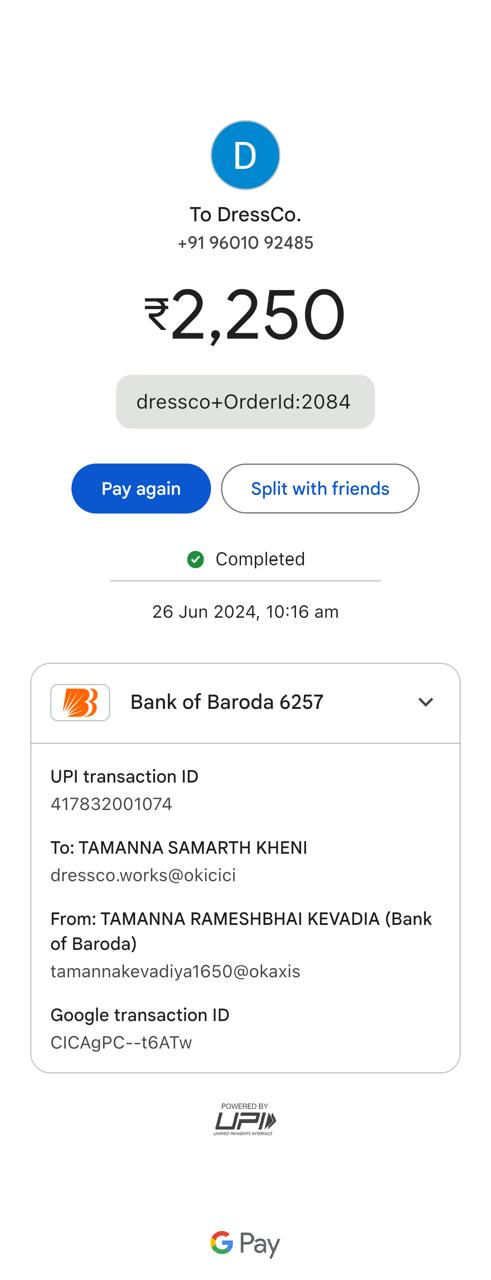 D
To DressCo.
+91 96010 92485
₹2,250
dressco+OrderId:2084
Pay again
Split with friends
Completed
26 Jun 2024, 10:16 am
Bank of Baroda 6257
UPI transaction ID
417832001074
To: TAMANNA SAMARTH KHENI
dressco.works@okicici
From: TAMANNA RAMESHBHAI KEVADIA (Bank
of Baroda)
tamannakevadiya1650@okaxis
Google transaction ID
CICAgPC--t6ATw
POWERED BY
UPI
UNIFIED PAYMENTS INTERFACE
G Pay